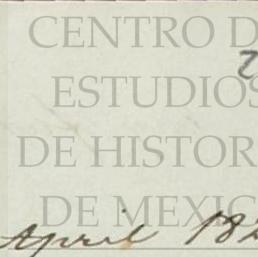 CENTRO D
ESTUDIOS
DE HISTOR
DE MEXIC
April 182